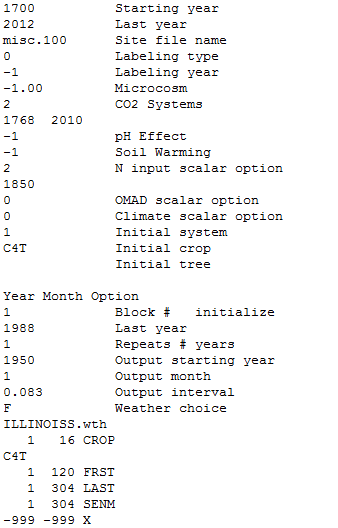 1700          Starting year
2012          Last year
misc.100      Site file name
0             Labeling type
-1            Labeling year
-1.00         Microcosm
2             CO2 Systems
1768  2010
-1            pH Effect
-1            Soil Warming
2             N input scalar option
1850
0             OMAD scalar option
0             Climate scalar option
1             Initial system
C4T           Initial crop
              Initial tree

Year Month Option
1             Block #   initialize
1988          Last year
1             Repeats # years
1950          Output starting year
1             Output month
0.083         Output interval
F             Weather choice
ILLINOISS.wth
   1   16 CROP
C4T
   1  120 FRST
   1  304 LAST
   1  304 SENM
-999 -999 X